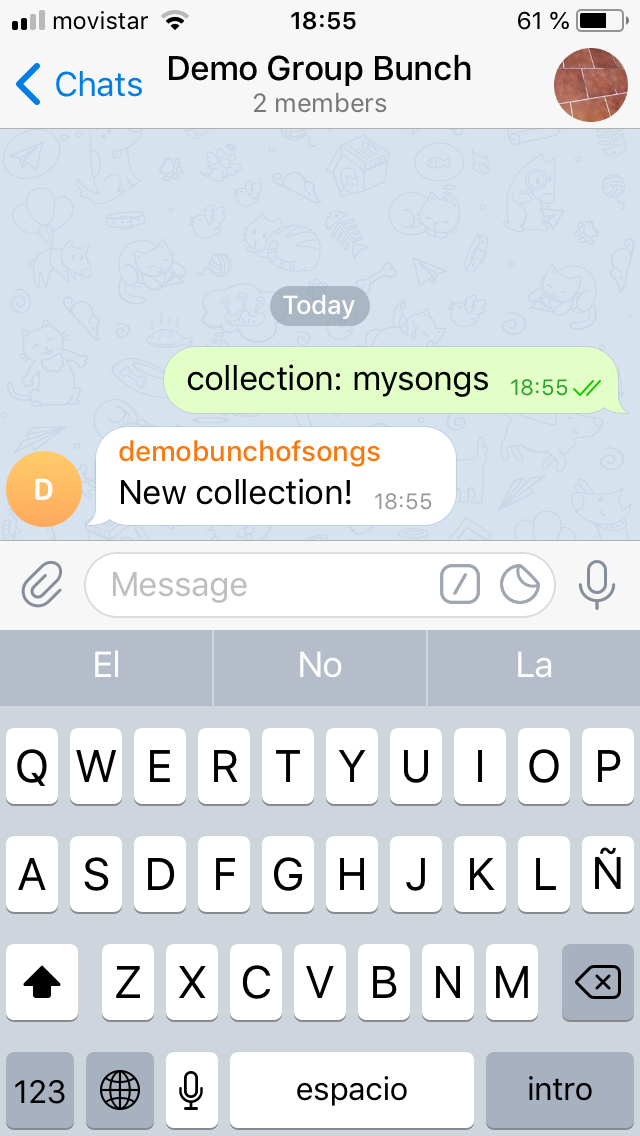 movistar 18:55 61 %
Chats Demo Group Bunch
2 members
Today
collection: mysongs 18:55
demobunchofsongs
D New collection! 18:55
Message
El No La
Q W E R T Y U I O P
A S D F G H J K L Ñ
Z X C V B N M
123 espacio intro